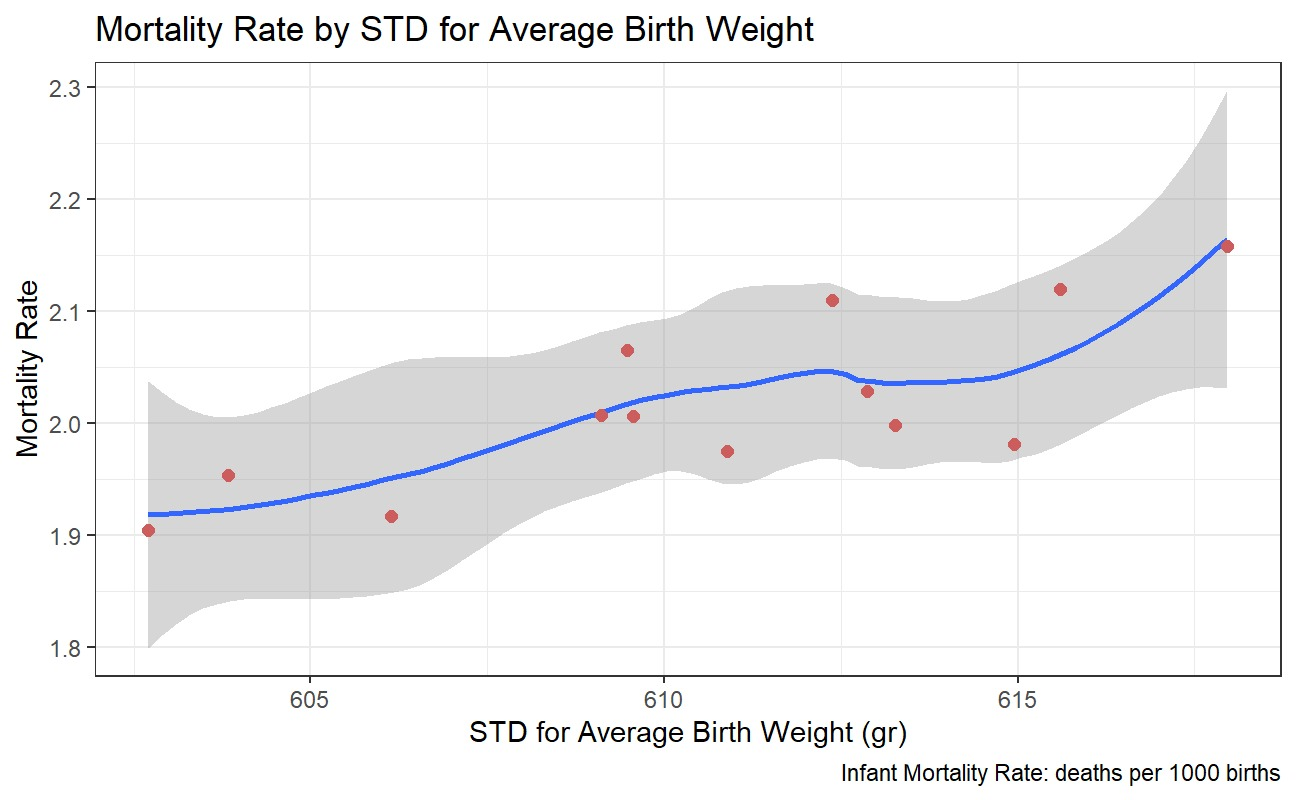 Mortality Rate by STD for Average Birth Weight
Mortality Rate
2.3
2.2
2.1
2.0
1.9
1.8
605
610
615
STD for Average Birth Weight (gr)
Infant Mortality Rate: deaths per 1000 births